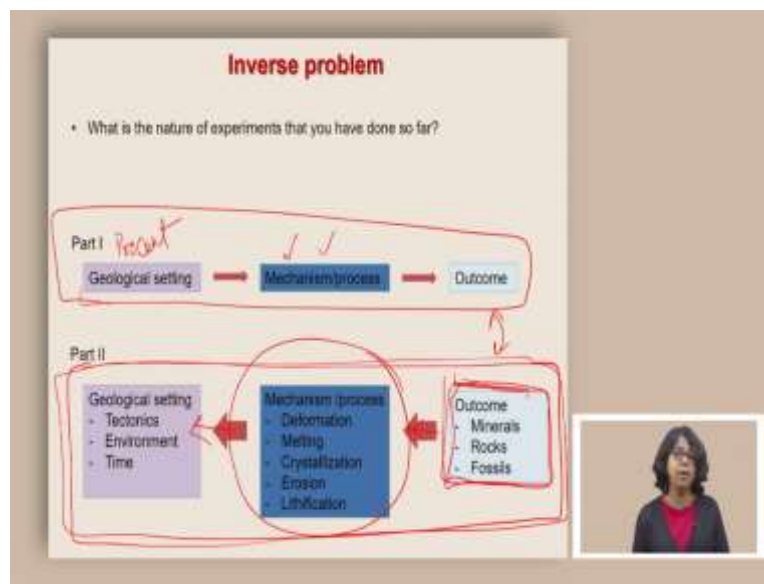 Inverse problem
• What is the nature of experiments that you have done so far?
Part I
Geological setting
Mechanism/process
Outcome
Part II
Geological setting
- Tectonics
- Environment
- Time
Mechanism /process
- Deformation
- Melting
- Crystallization
- Erosion
- Lithification
Outcome
- Minerals
- Rocks
- Fossils